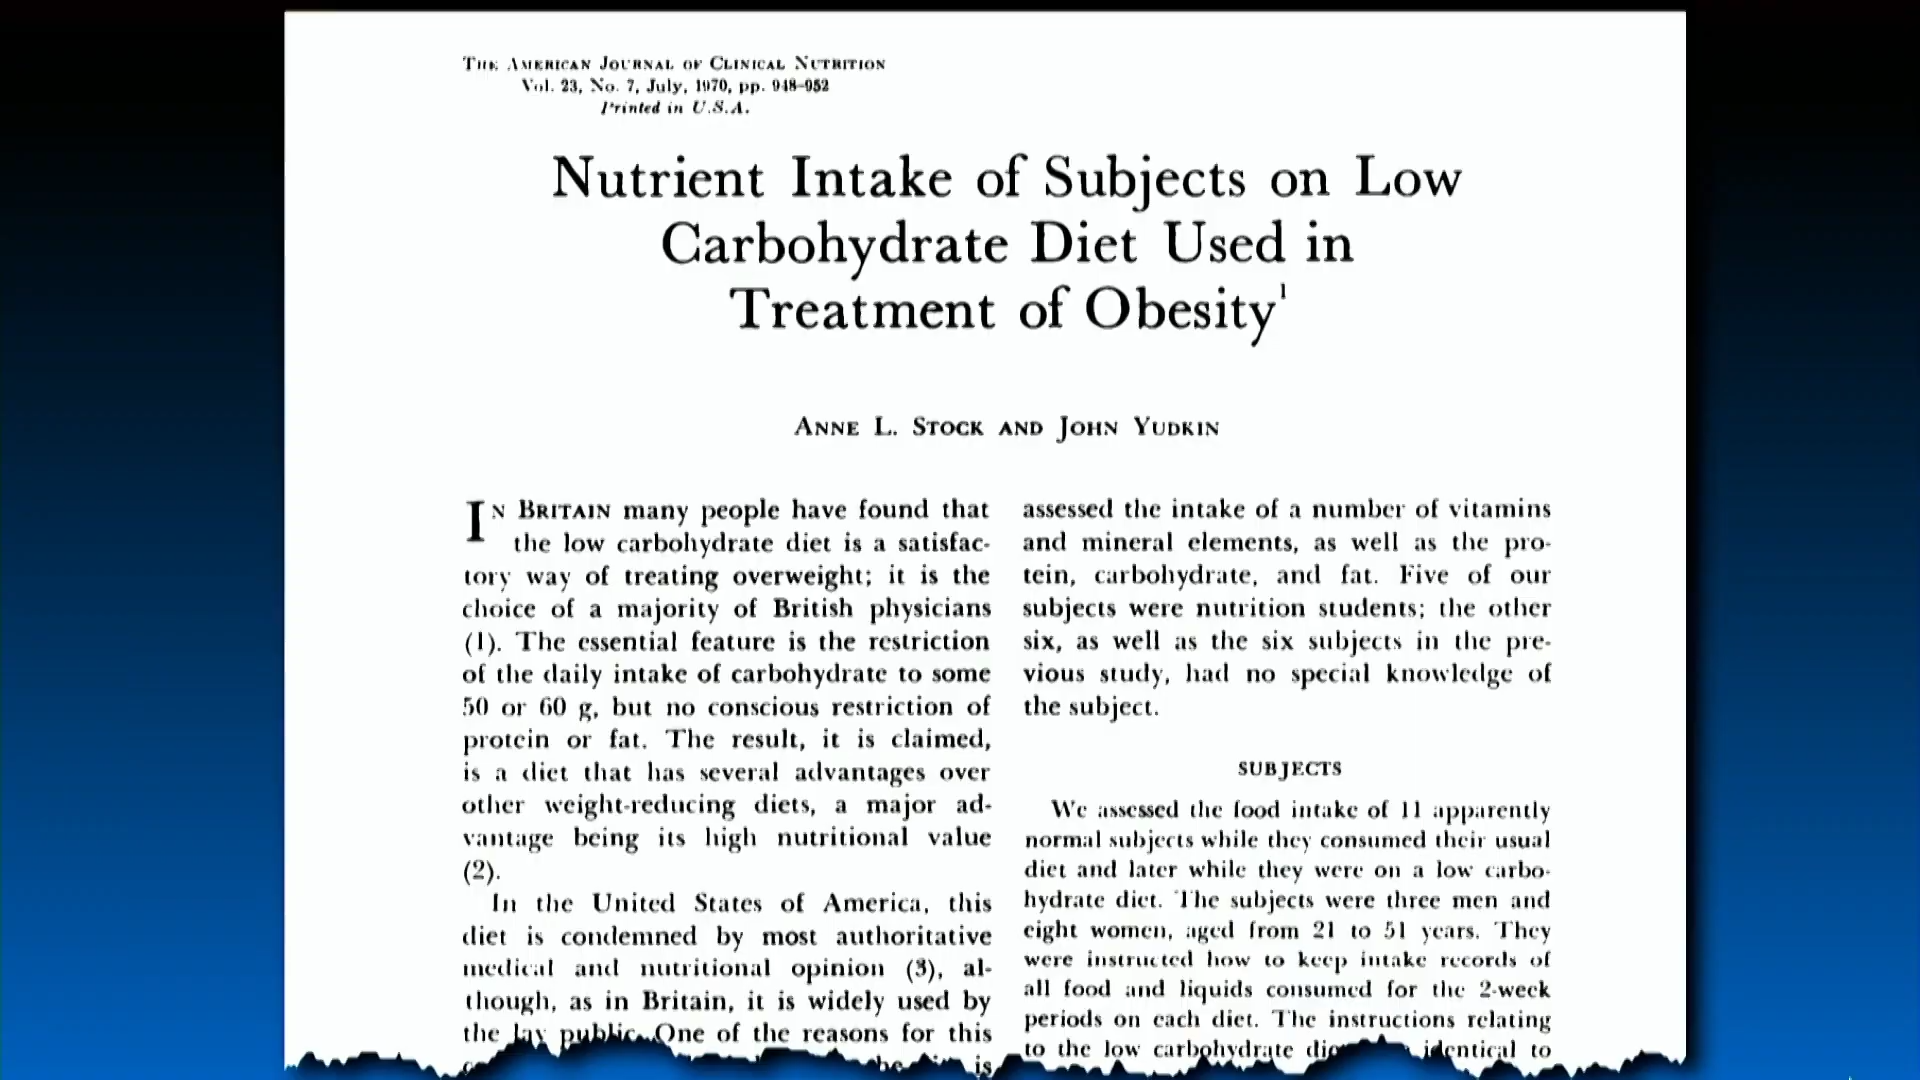 THE AMERICAN JOURNAL OF CLINICAL NUTRITION
Vol. 23, No. 7, July, 1970, pp. 948-952
Printed in U.S.A.
Nutrient Intake of Subjects on Low
Carbohydrate Diet Used in
Treatment of Obesity¹
ANNE L. STOCK AND JOHN YUDKIN
IN BRITAIN many people have found that
the low carbohydrate diet is a satisfac-
tory way of treating overweight; it is the
choice of a majority of British physicians
(1). The essential feature is the restriction
of the daily intake of carbohydrate to some
50 or 60 g, but no conscious restriction of
protein or fat. The result, it is claimed,
is a diet that has several advantages over
other weight-reducing diets, a major ad-
vantage being its high nutritional value
(2).
In the United States of America, this
diet is condemned by most authoritative
medical and nutritional opinion (3), al-
though, as in Britain, it is widely used by
the lay public. One of the reasons for this
is
assessed the intake of a number of vitamins
and mineral elements, as well as the pro-
tein, carbohydrate, and fat. Five of our
subjects were nutrition students; the other
six, as well as the six subjects in the pre-
vious study, had no special knowledge of
the subject.
SUBJECTS
We assessed the food intake of 11 apparently
normal subjects while they consumed their usual
diet and later while they were on a low carbo-
hydrate diet. The subjects were three men and
eight women, aged from 21 to 51 years. They
were instructed how to keep intake records of
all food and liquids consumed for the 2-week
periods on each diet. The instructions relating
to the low carbohydrate identical to